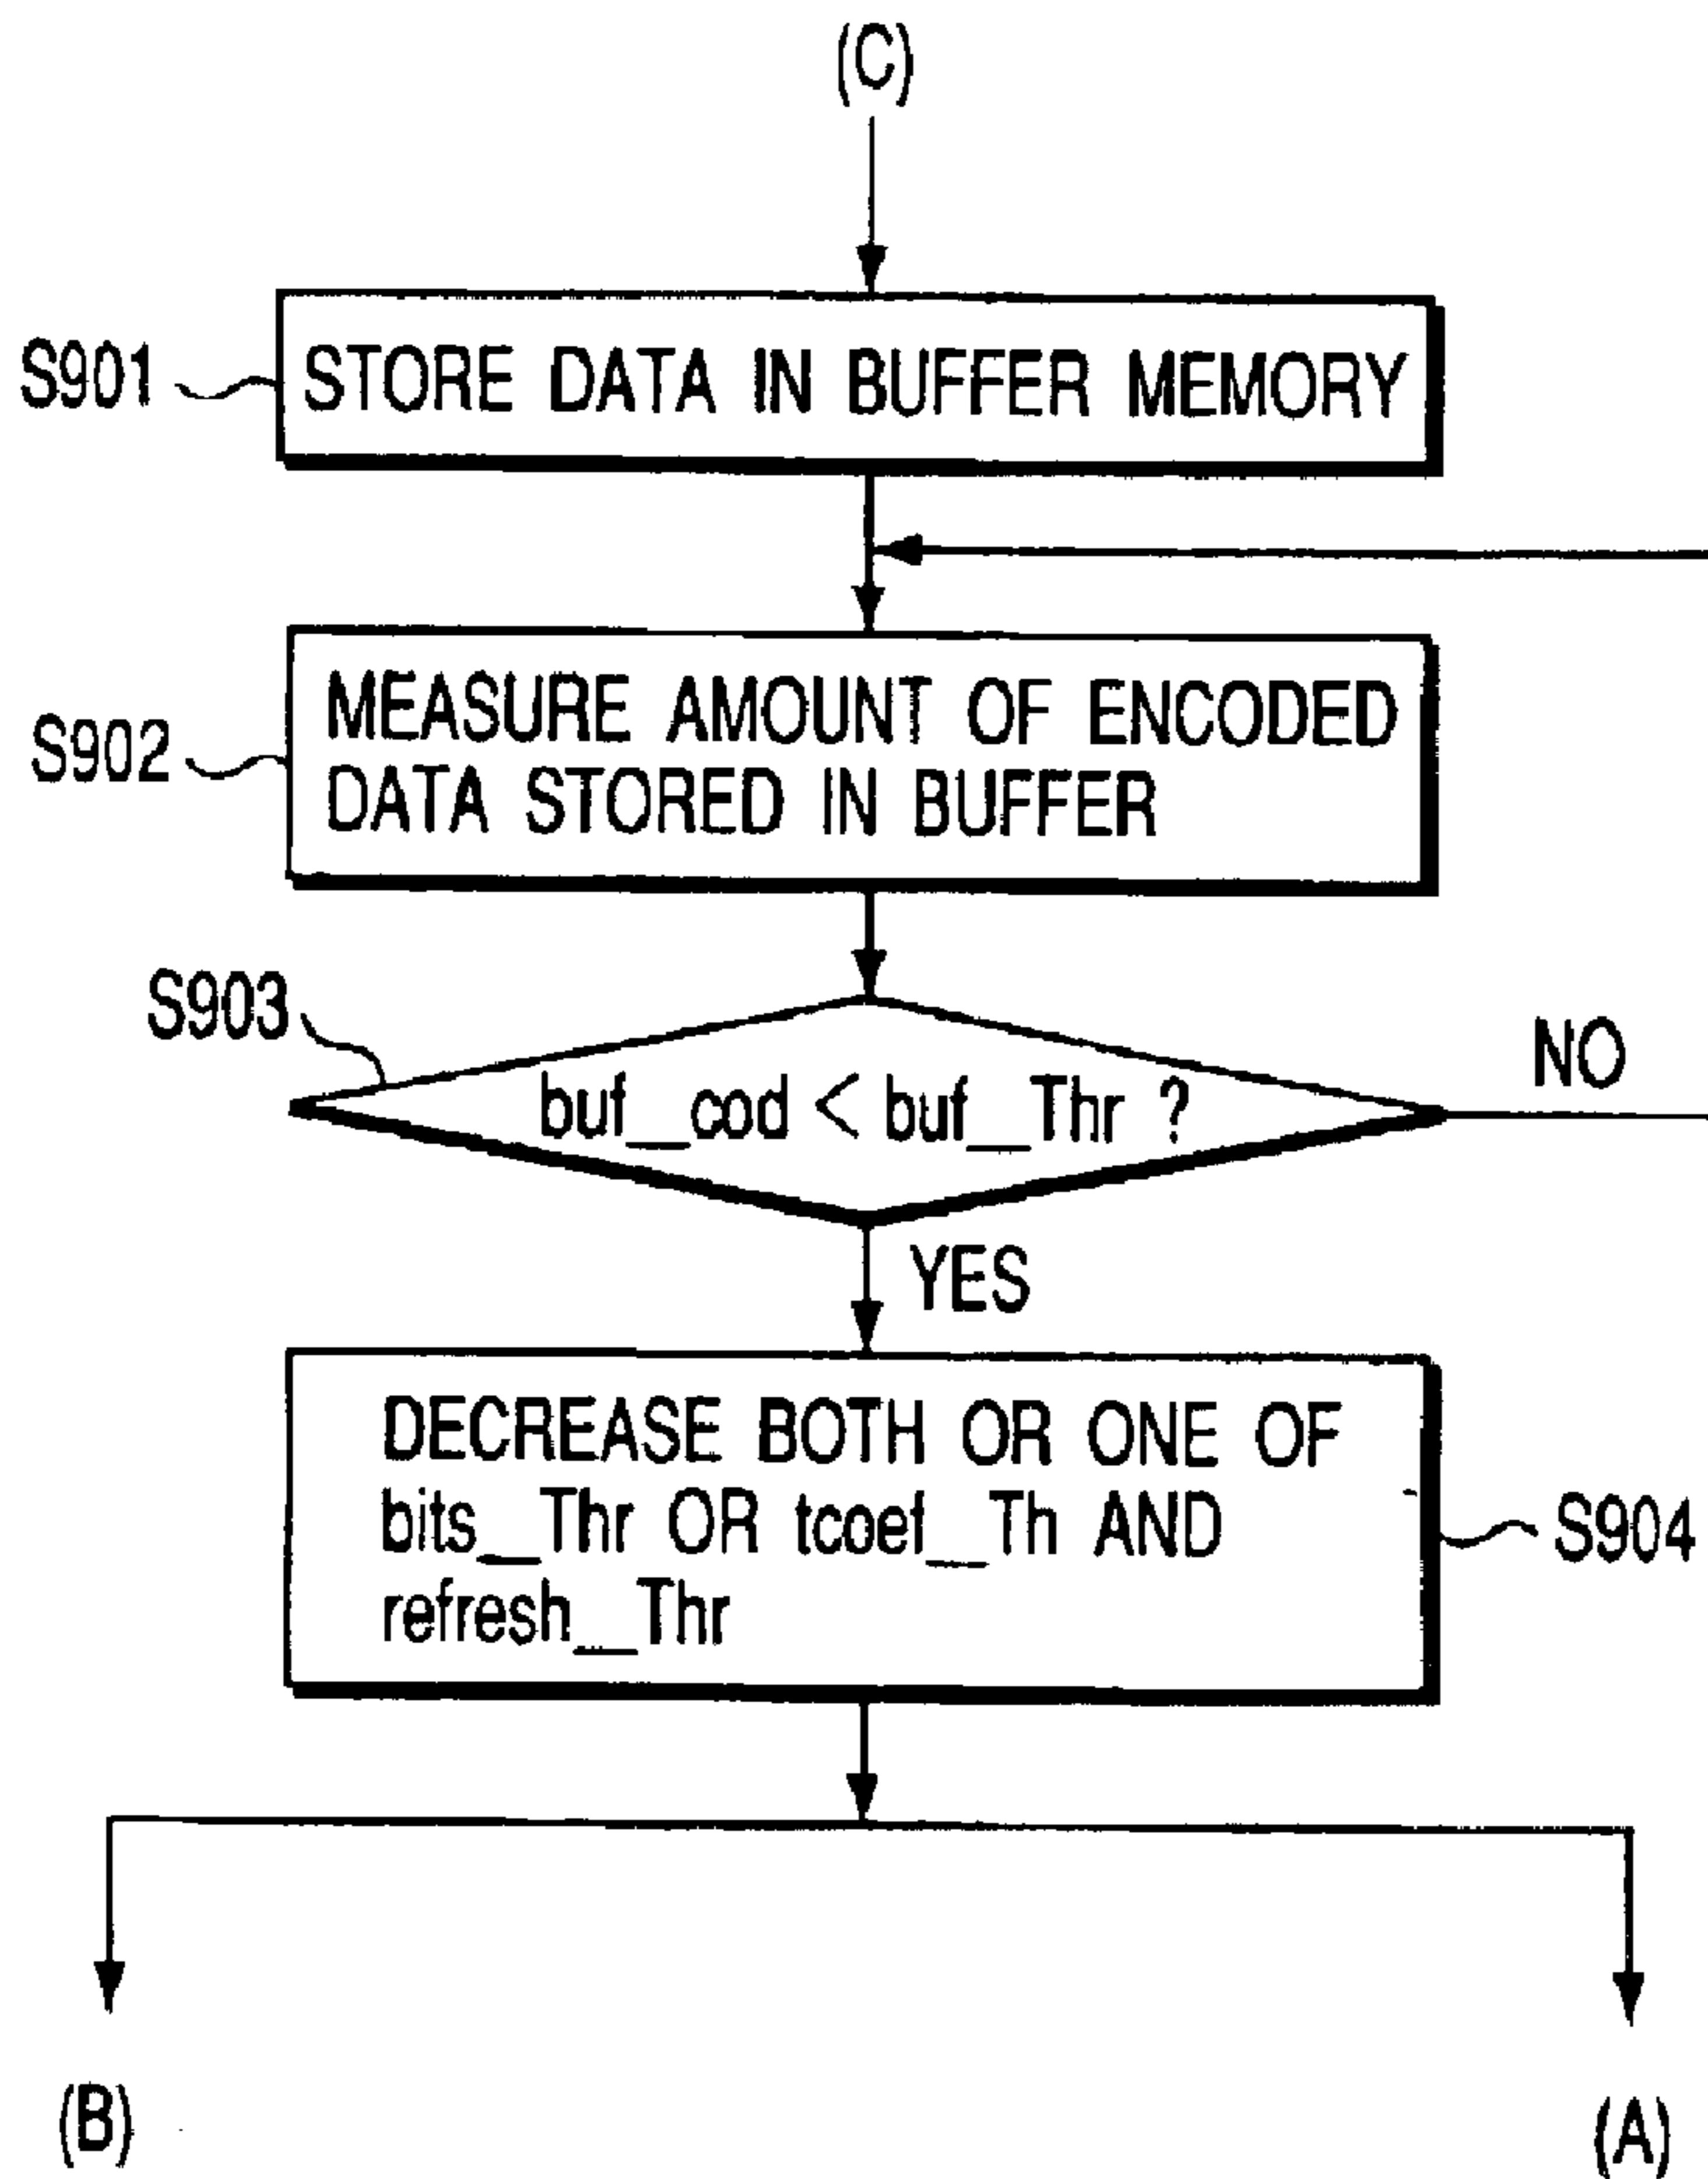 (C)
S901
STORE DATA IN BUFFER MEMORY
S902
MEASURE AMOUNT OF ENCODED
DATA STORED IN BUFFER
S903
buf_cod < buf_Thr ?
NO
YES
DECREASE BOTH OR ONE OF
bits_Thr OR tcoef_Th AND
refresh_Thr
S904
(B)
(A)